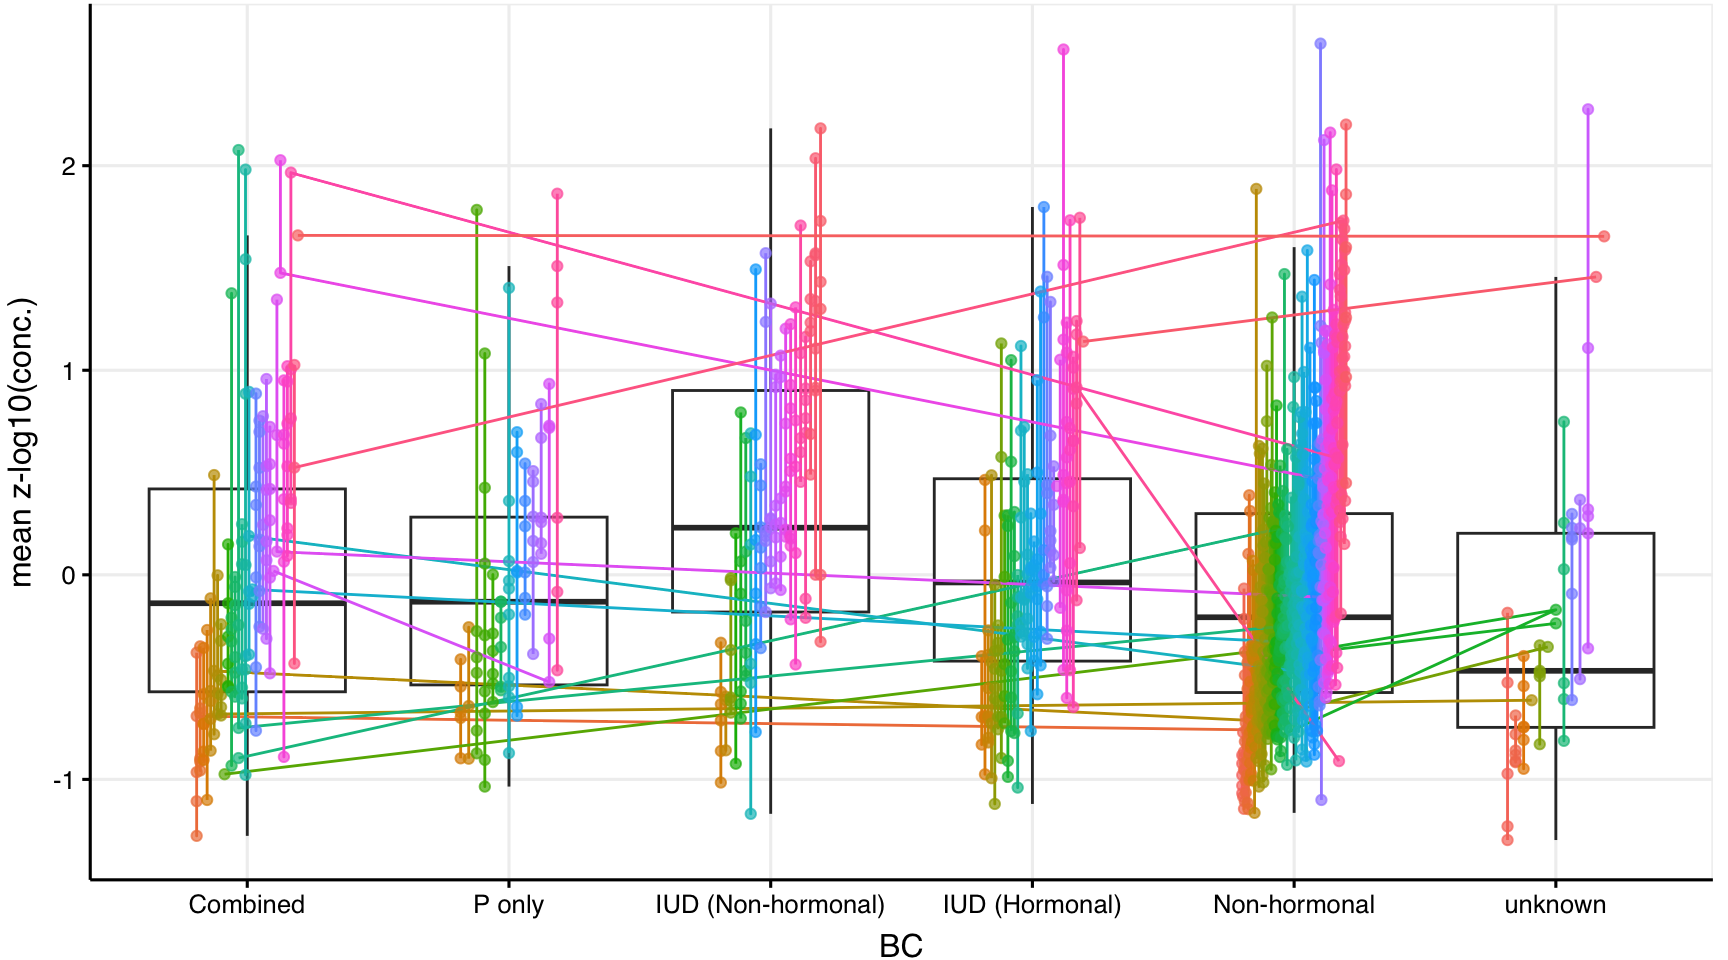 mean z-log10(conc.)
2
1
0
-1
Combined
P only
IUD (Non-hormonal)
IUD (Hormonal)
Non-hormonal
unknown
BC